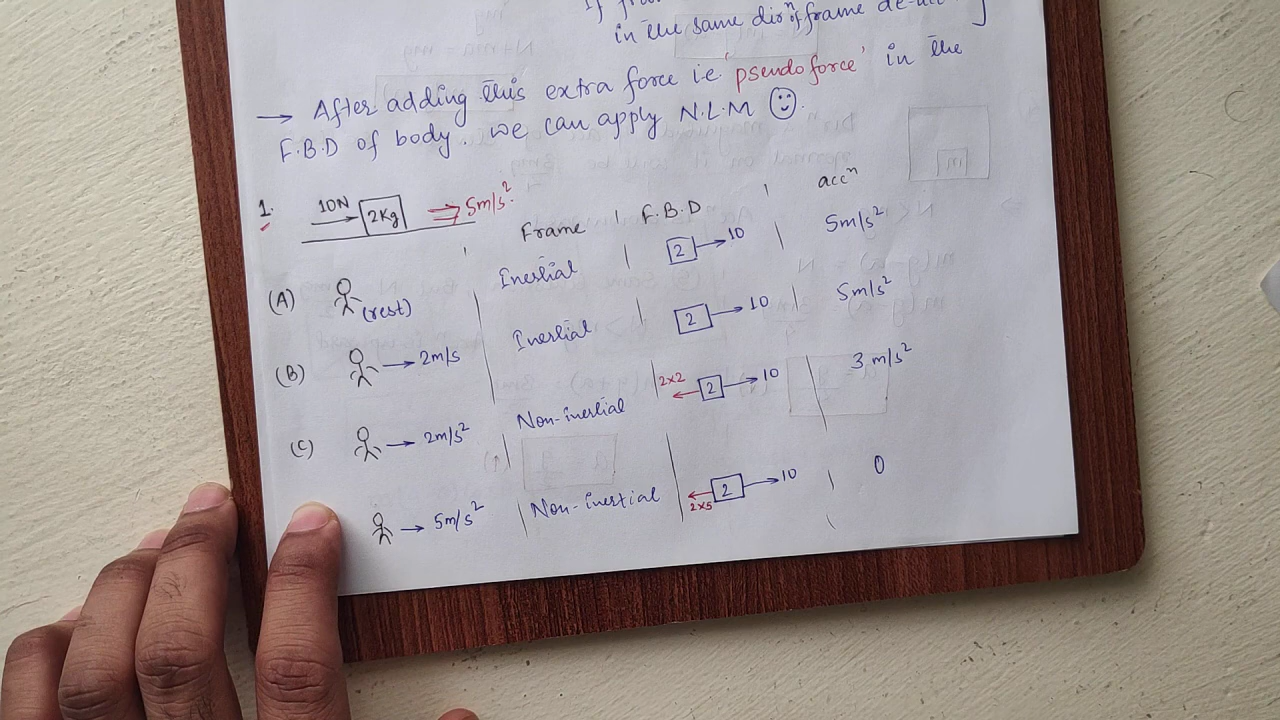 If
in the same dirⁿ of frame
→ After adding this extra force i.e. 'pseudo force' in the
F.B.D of body. we can apply N.L.M ☺.
1. 10N → 2Kg ⇒ 5m/s².
Frame | F.B.D | accⁿ
(A) (rest) | Inertial | 2 → 10 | 5m/s²
(B) → 2m/s | Inertial | 2 → 10 | 5m/s²
(C) → 2m/s² | Non-inertial | 2×2 ← 2 → 10 | 3 m/s²
→ 5m/s² | Non-inertial | 2×5 ← 2 → 10 | 0